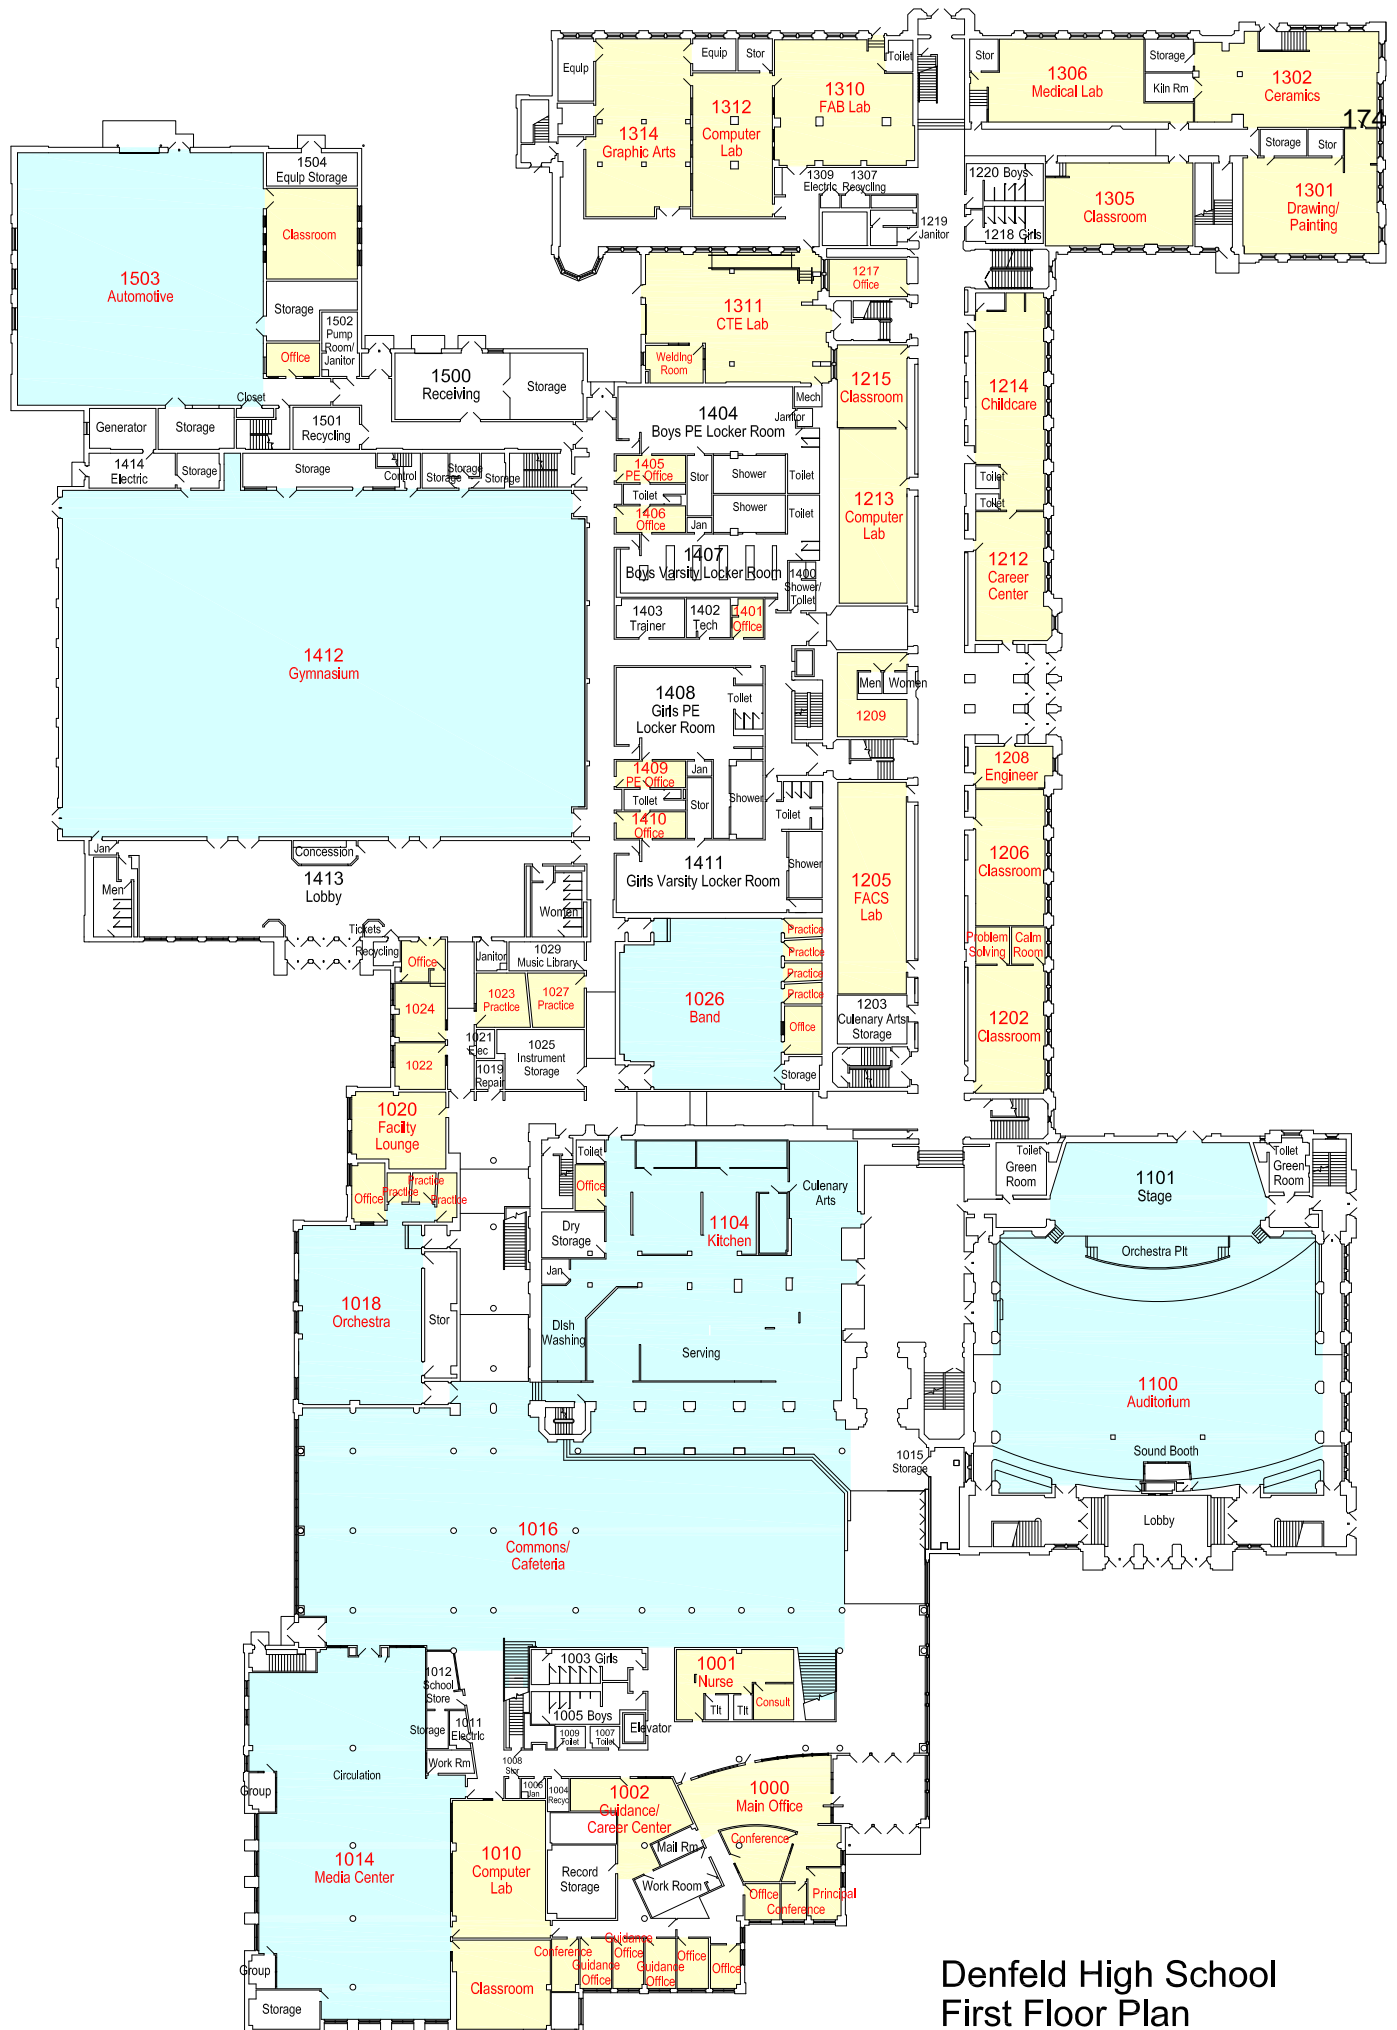 Equip
Equip
Stor
Toilet
1314
Graphic Arts
1312
Computer
Lab
1310
FAB Lab
Stor
1306
Medical Lab
Storage
Kiln Rm
1302
Ceramics
174
Storage
Stor
1301
Drawing/
Painting
1305
Classroom
1220 Boys
1218 Girls
1309
Electric
1307
Recycling
1219
Janitor
1504
Equip Storage
Classroom
1503
Automotive
Storage
1502
Pump
Room/
Janitor
Office
Closet
1500
Receiving
Storage
Generator
Storage
1501
Recycling
1414
Electric
Storage
Storage
Control
Storage
Storage
Storage
1311
CTE Lab
Welding
Room
1217
Office
1215
Classroom
1214
Childcare
Mech
Janitor
1404
Boys PE Locker Room
1405
PE Office
Toilet
1406
Office
Stor
Jan
Shower
Shower
Toilet
Toilet
1213
Computer
Lab
Toilet
Toilet
1212
Career
Center
1407
Boys Varsity Locker Room
1400
Shower/
Toilet
1403
Trainer
1402
Tech
1401
Office
1412
Gymnasium
1408
Girls PE
Locker Room
Toilet
Men
Women
1209
1208
Engineer
Jan
1409
PE Office
Toilet
1410
Office
Stor
Shower
Toilet
Shower
1411
Girls Varsity Locker Room
1205
FACS
Lab
1206
Classroom
Problem
Solving
Calm
Room
1202
Classroom
Jan
Men
Concession
1413
Lobby
Women
Tickets
Recycling
Office
Janitor
1029
Music Library
1024
1023
Practice
1027
Practice
1022
1021
Elec
1025
Instrument
Storage
1019
Repair
1026
Band
Practice
Practice
Practice
Practice
Office
Storage
1203
Culenary Arts
Storage
1020
Facilty
Lounge
Office
Practice
Practice
Practice
Toilet
Office
Dry
Storage
Jan
1104
Kitchen
Culenary
Arts
Toilet
Green
Room
1101
Stage
Toilet
Green
Room
Orchestra Pit
1018
Orchestra
Stor
Dish
Washing
Serving
1100
Auditorium
Sound Booth
1015
Storage
Lobby
1016
Commons/
Cafeteria
1012
School
Store
1003 Girls
1001
Nurse
Tlt
Tlt
Consult
Storage
1011
Electric
1005 Boys
1009
Toilet
1007
Toilet
Elevator
Work Rm
Circulation
Group
1008
Stor
1006
Jan
1004
Recyc
1002
Guidance/
Career Center
1000
Main Office
Conference
Mail Rm
1014
Media Center
1010
Computer
Lab
Record
Storage
Work Room
Office
Conference
Principal
Group
Storage
Classroom
Conference
Guidance
Office
Guidance
Office
Guidance
Office
Office
Office
Denfeld High School
First Floor Plan